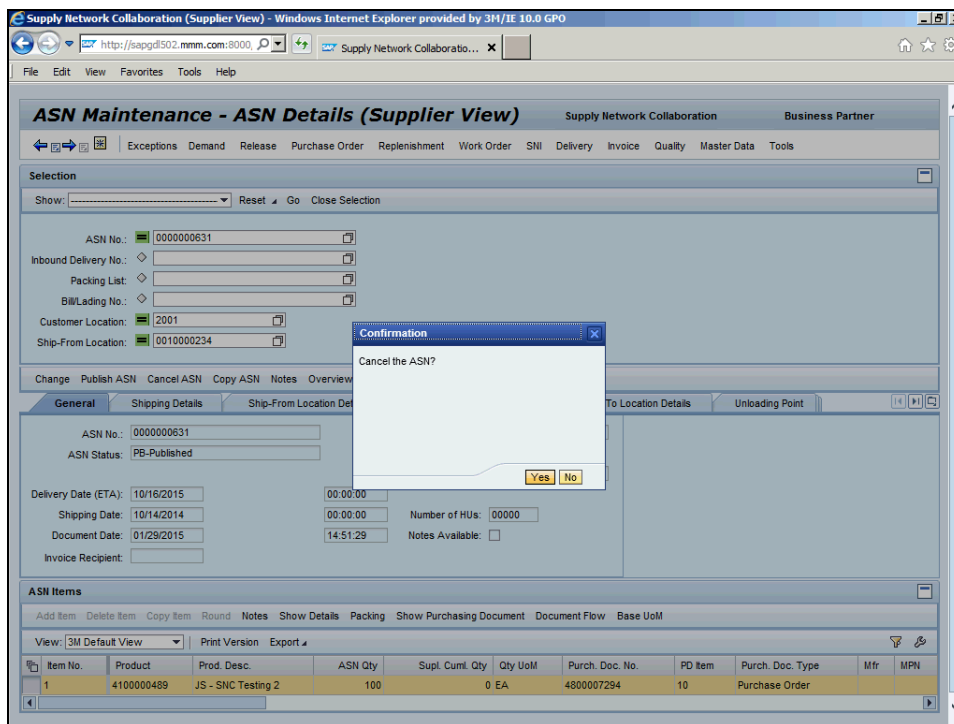 Supply Network Collaboration (Supplier View) - Windows Internet Explorer provided by 3M/IE 10.0 GPO
http://sapgdl502.mmm.com:8000, Supply Network Collaboratio...
File Edit View Favorites Tools Help
ASN Maintenance - ASN Details (Supplier View) Supply Network Collaboration Business Partner
Exceptions Demand Release Purchase Order Replenishment Work Order SNI Delivery Invoice Quality Master Data Tools
Selection
Show: Reset Go Close Selection
ASN No.: 0000000631
Inbound Delivery No.:
Packing List:
Bill/Lading No.:
Customer Location: 2001
Ship-From Location: 0010000234
Confirmation
Cancel the ASN?
Yes No
Change Publish ASN Cancel ASN Copy ASN Notes Overview
General Shipping Details Ship-From Location Det To Location Details Unloading Point
ASN No.: 0000000631
ASN Status: PB-Published
Delivery Date (ETA): 10/16/2015 00:00:00
Shipping Date: 10/14/2014 00:00:00 Number of HUs: 00000
Document Date: 01/29/2015 14:51:29 Notes Available:
Invoice Recipient:
ASN Items
Add Item Delete Item Copy Item Round Notes Show Details Packing Show Purchasing Document Document Flow Base UoM
View: 3M Default View Print Version Export
Item No. Product Prod. Desc. ASN Qty Supl. Cuml. Qty Qty UoM Purch. Doc. No. PD Item Purch. Doc. Type Mfr MPN
1 4100000489 JS - SNC Testing 2 100 0 EA 4800007294 10 Purchase Order